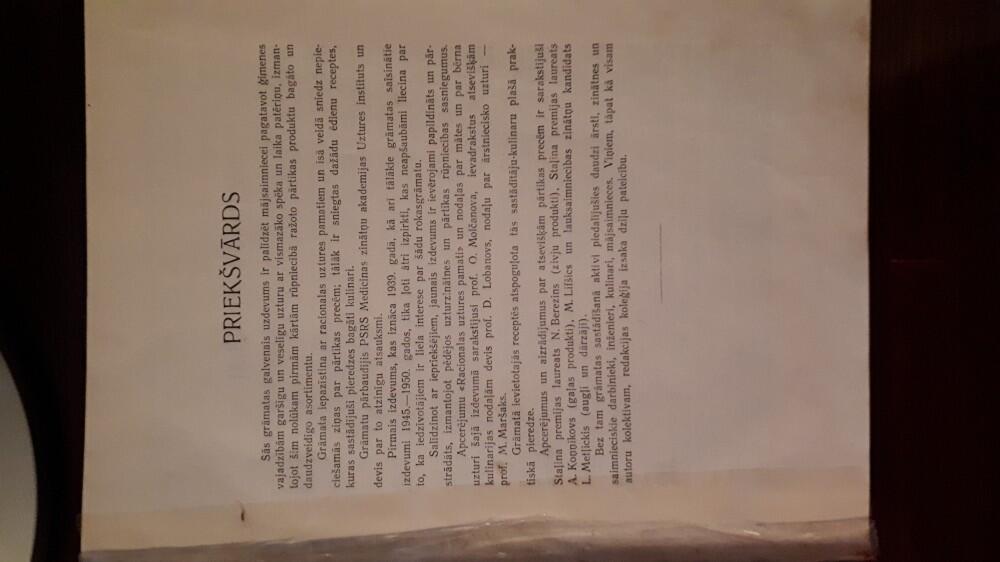 PRIEKŠVĀRDS
Šās grāmatas galvenais uzdevums ir palīdzēt mājsaimniecei pagatavot ģimenes
vajadzībām garšīgu un veselīgu uzturu ar vismazāko spēka un laika patēriņu, izman-
tojot šim nolūkam pirmām kārtām rūpniecībā ražoto pārtikas produktu bagāto un
daudzveidīgo asortimentu.
Grāmata iepazīstina ar racionālas uztures pamatiem un īsā veidā sniedz nepie-
ciešamās ziņas par pārtikas precēm; tālāk ir sniegtas dažādu ēdienu receptes,
kuras sastādījuši pieredzes bagāti kulinari.
Grāmatu pārbaudījis PSRS Medicīnas zinātņu akadēmijas Uztures institūts un
devis par to atzinīgu atsauksmi.
Pirmais izdevums, kas iznāca 1939. gadā, kā arī tālākie grāmatas saīsinātie
izdevumi 1945.—1950. gados, tika ļoti ātri izpirkti, kas neapšaubāmi liecina par
to, ka iedzīvotājiem ir liela interese par šādu rokasgrāmatu.
Salīdzinot ar iepriekšējiem, jaunais izdevums ir ievērojami papildināts un pār-
strādāts, izmantojot pēdējos uzturzinātnes un pārtikas rūpniecības sasniegumus.
Apcerējumu «Racionālas uztures pamati» un nodaļas par mātes un par bērna
uzturi šajā izdevumā sarakstījusi prof. O. Molčanova, ievadrakstus atsevišķām
kulinarijas nodaļām devis prof. D. Lobanovs, nodaļu par ārstniecisko uzturi —
prof. M. Maršaks.
Grāmatā ievietotajās receptēs atspoguļota tās sastādītāju-kulinaru plašā prak-
tiskā pieredze.
Apcerējumus un aizrādījumus par atsevišķām pārtikas precēm ir sarakstījuši
Staļina premijas laureats N. Berezins (zivju produkti), Staļina premijas laureats
A. Koņņikovs (gaļas produkti), M. Lifšics un lauksaimniecības zinātņu kandidats
L. Metļickis (augļi un dārzāji).
Bez tam grāmatas sastādīšanā aktīvi piedalījušies daudzi ārsti, zinātnes un
saimnieciskie darbinieki, inženieri, kulinari, mājsaimnieces. Viņiem, tāpat kā visam
autoru kolektīvam, redakcijas kolēģija izsaka dziļu pateicību.